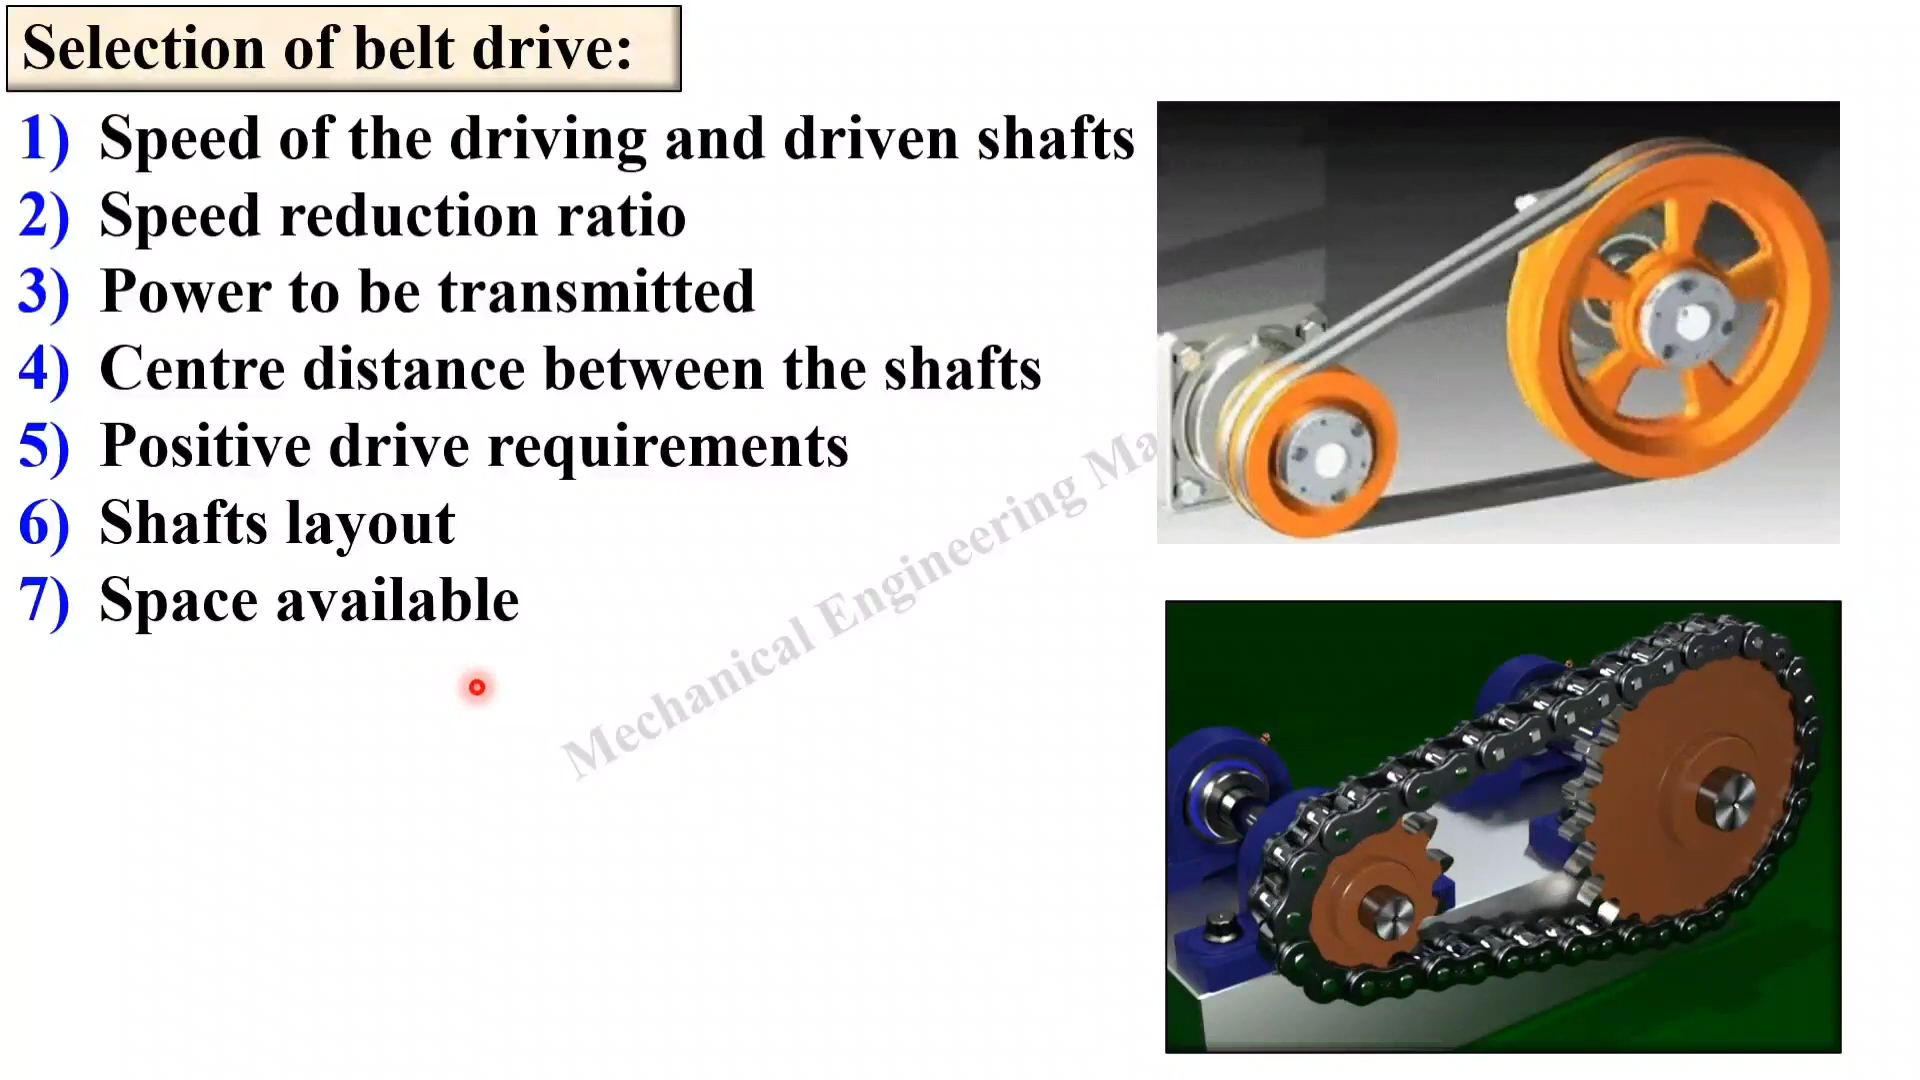 Selection of belt drive:
1) Speed of the driving and driven shafts
2) Speed reduction ratio
3) Power to be transmitted
4) Centre distance between the shafts
5) Positive drive requirements
6) Shafts layout
7) Space available
Mechanical Engineering Ma